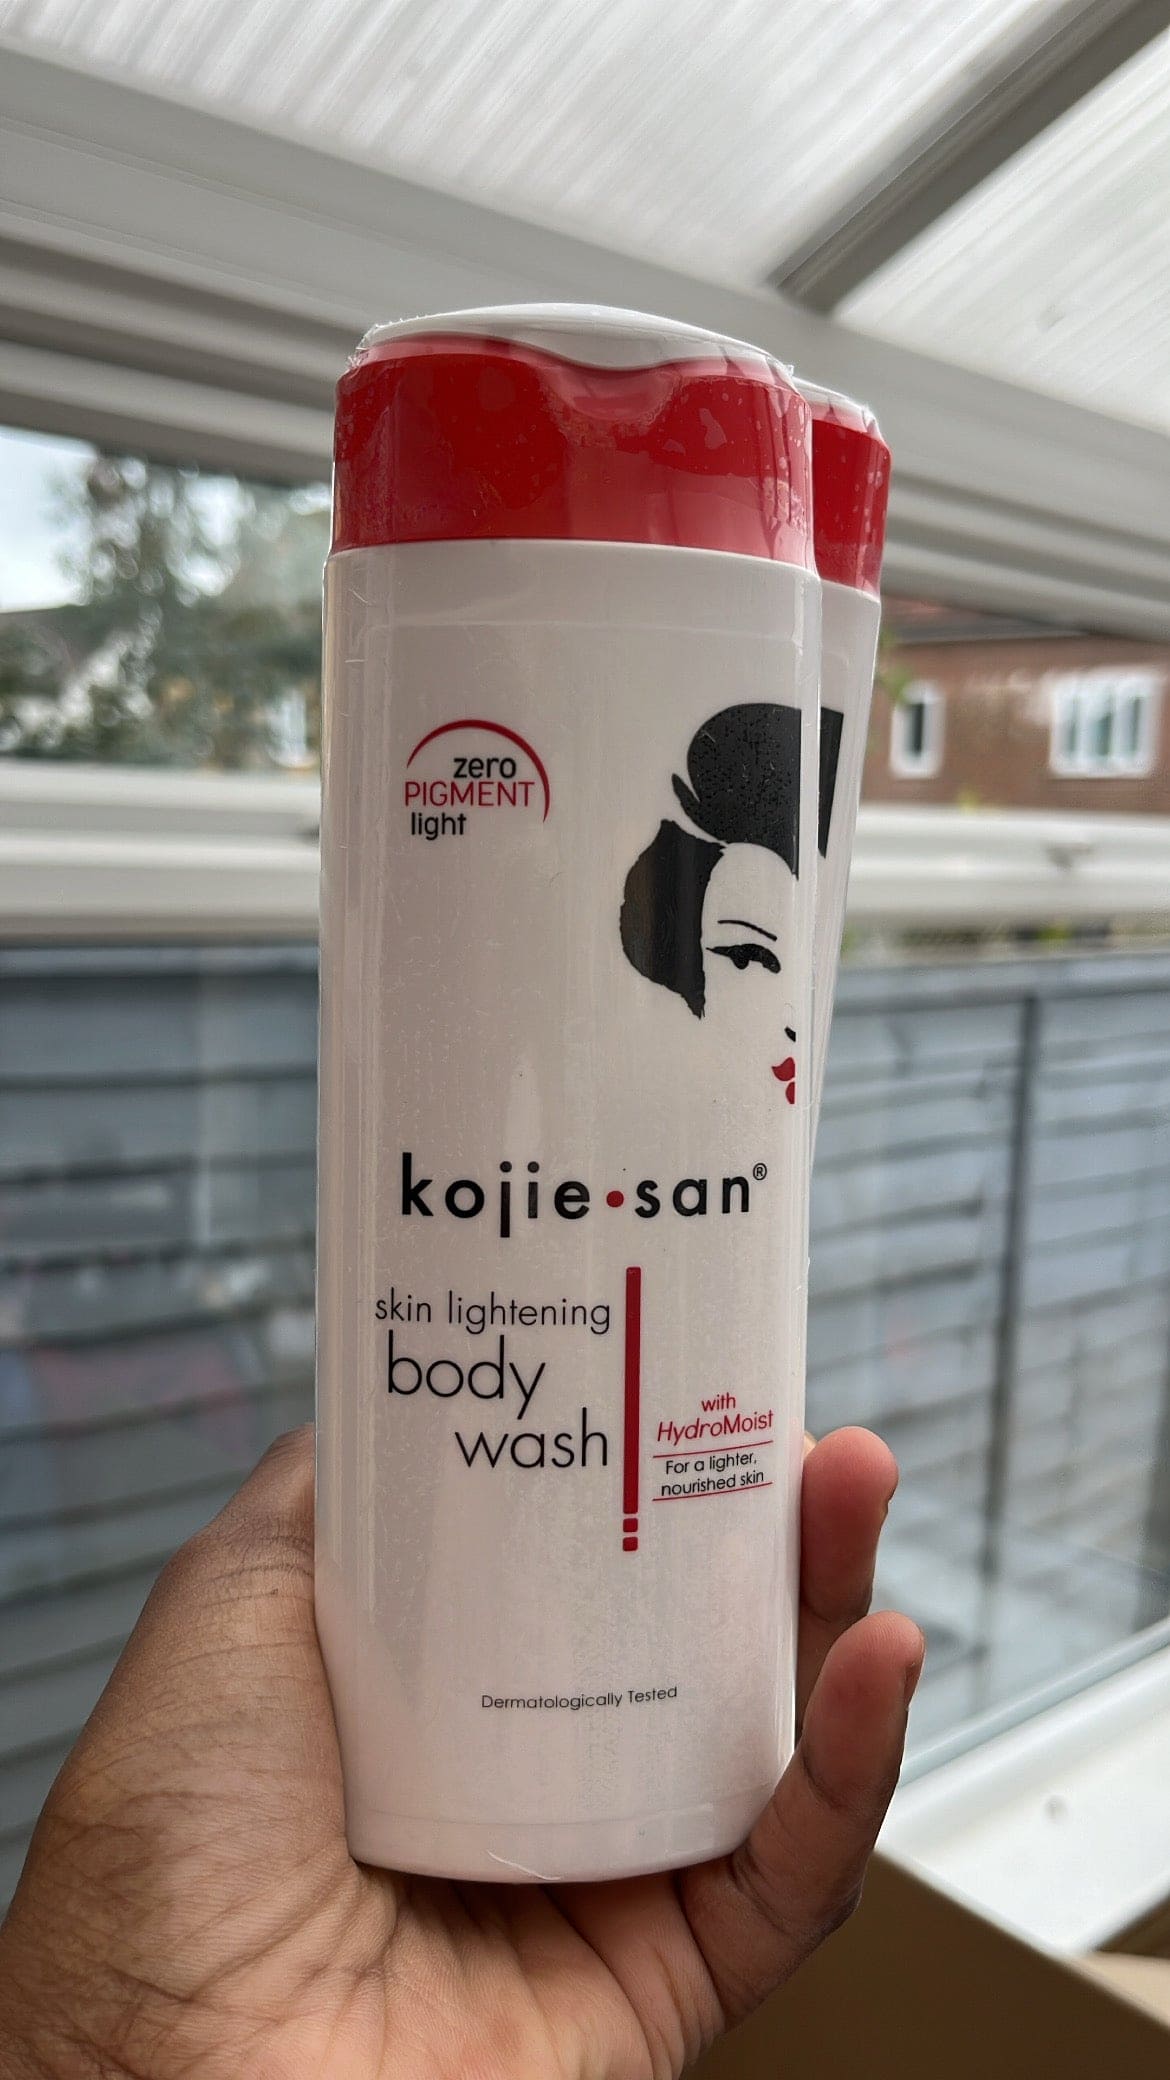 zero
PIGMENT
light
kojie•san®
skin lightening
body
wash
with
HydroMoist
For a lighter,
nourished skin
Dermatologically Tested